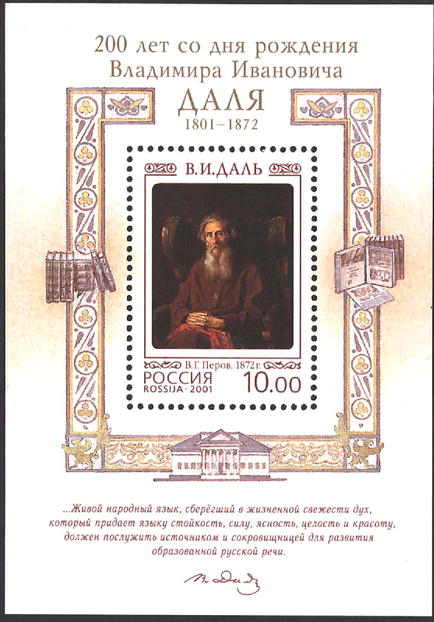 200 лет со дня рождения
Владимира Ивановича
ДАЛЯ
1801–1872
В.И.ДАЛЬ
В.Г. Перов. 1872 г.
РОССИЯ
ROSSIJA · 2001
10.00
...Живой народный язык, сберёгший в жизненной свежести дух,
который придает языку стойкость, силу, ясность, целость и красоту,
должен послужить источником и сокровищницей для развития
образованной русской речи.
В Даль